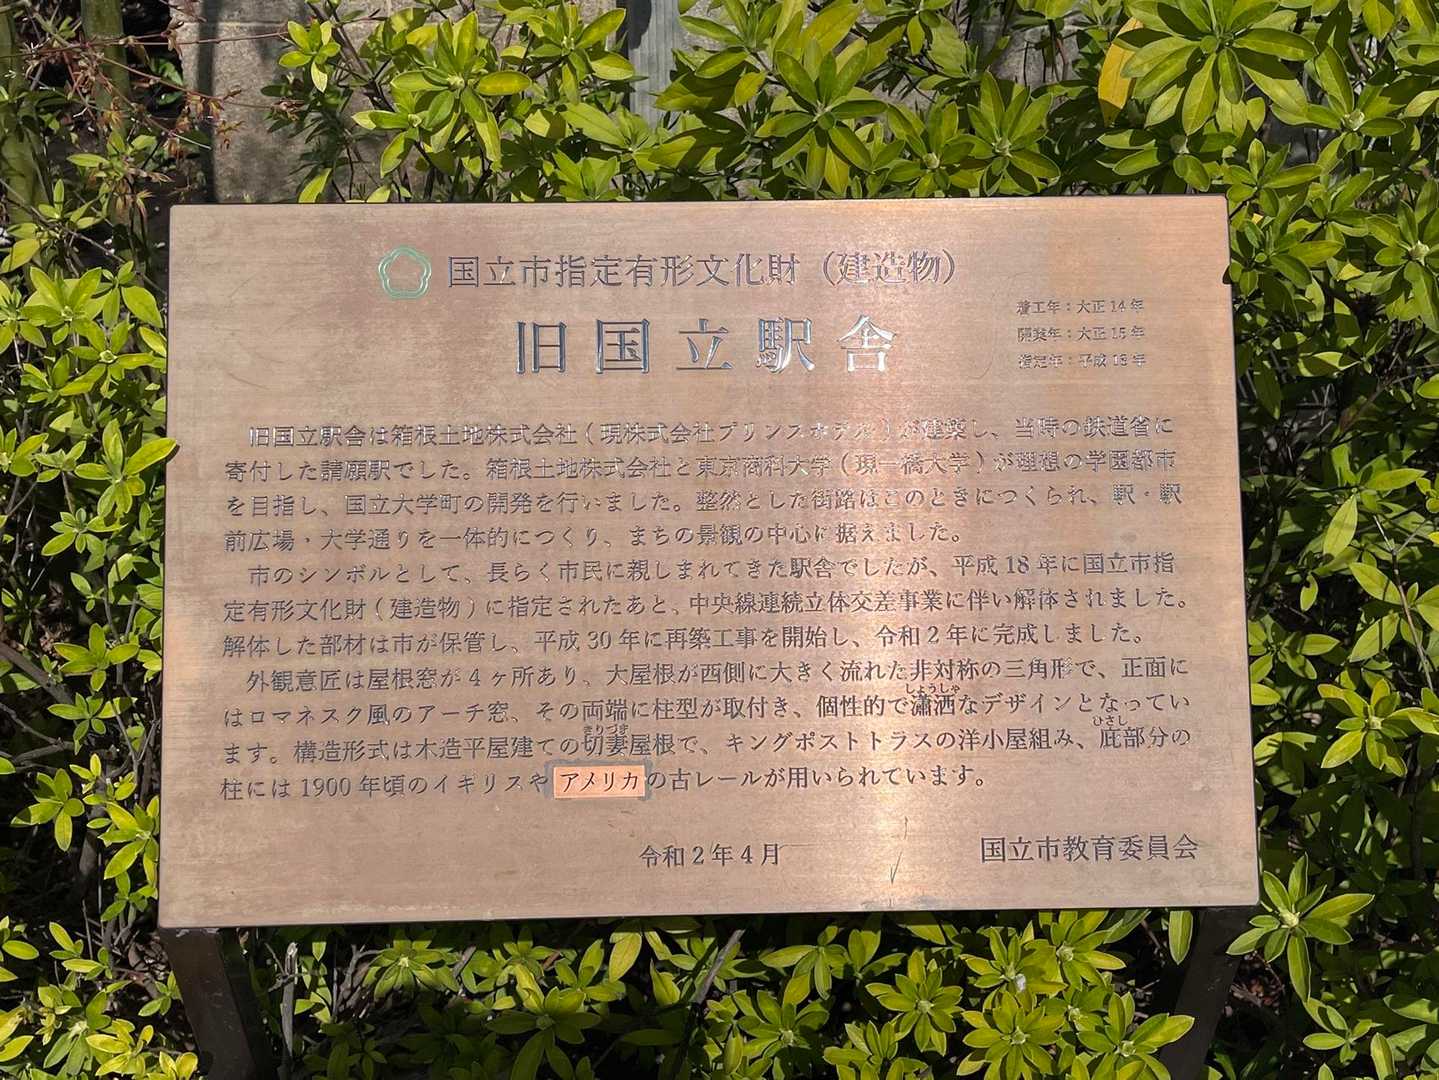 国立市指定有形文化財（建造物）
旧国立駅舎
着工年：大正14年
開業年：大正15年
指定年：平成18年
旧国立駅舎は箱根土地株式会社（現株式会社プリンスホテル）が建築し、当時の鉄道省に
寄付した請願駅でした。箱根土地株式会社と東京商科大学（現一橋大学）が理想の学園都市
を目指し、国立大学町の開発を行いました。整然とした街路はこのときにつくられ、駅・駅
前広場・大学通りを一体的につくり、まちの景観の中心に据えました。
市のシンボルとして、長らく市民に親しまれてきた駅舎でしたが、平成18年に国立市指
定有形文化財（建造物）に指定されたあと、中央線連続立体交差事業に伴い解体されました。
解体した部材は市が保管し、平成30年に再築工事を開始し、令和2年に完成しました。
外観意匠は屋根窓が4ヶ所あり、大屋根が西側に大きく流れた非対称の三角形で、正面に
しょうしゃ
はロマネスク風のアーチ窓、その両端に柱型が取付き、個性的で瀟洒なデザインとなってい
きりづま ひさし
ます。構造形式は木造平屋建ての切妻屋根で、キングポストトラスの洋小屋組み、庇部分の
柱には1900年頃のイギリスやアメリカの古レールが用いられています。
令和2年4月
国立市教育委員会